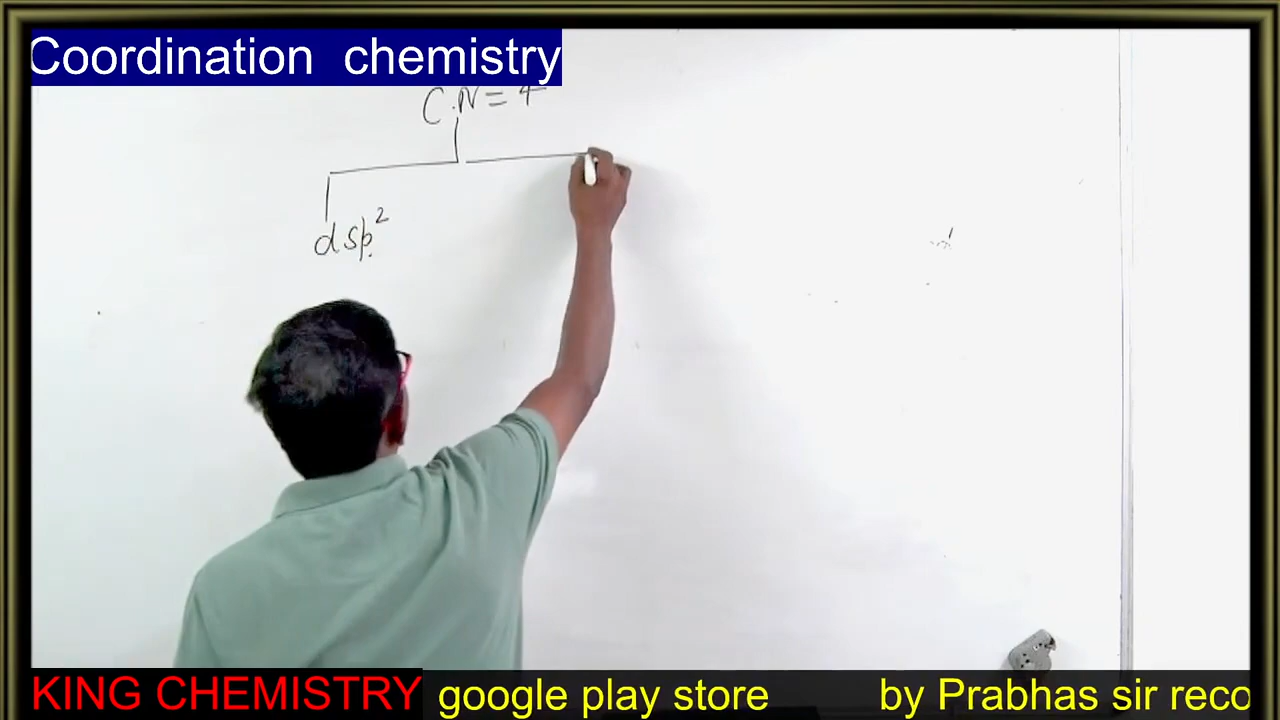 Coordination chemistry
C.N = 4
dsp²
KING CHEMISTRY google play store by Prabhas sir reco